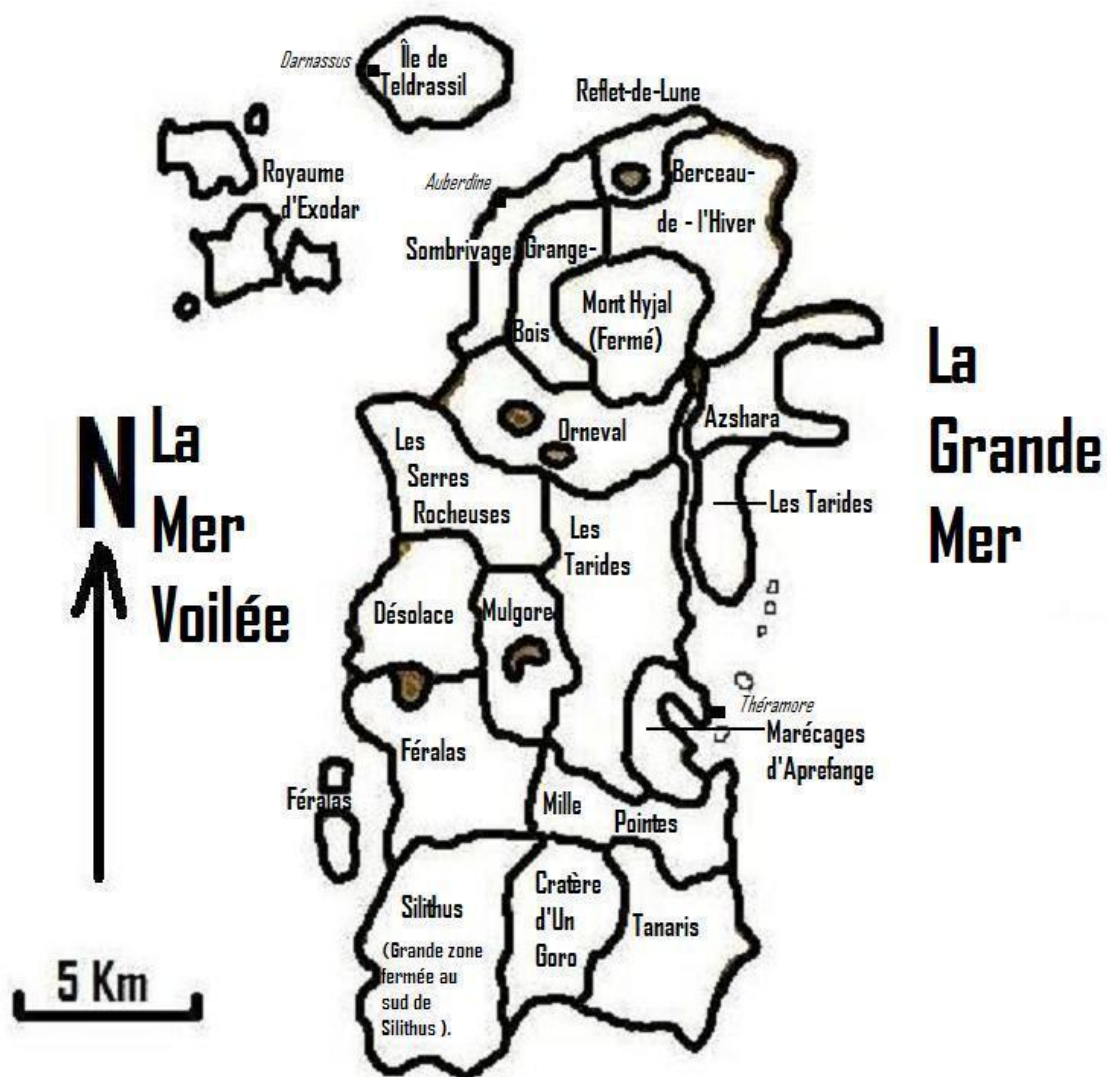 Darnassus
Île de
Teldrassil
Reflet-de-Lune
Royaume
d'Exodar
Auberdine
Berceau-
de - l'Hiver
Sombrivage
Grange-
Bois
Mont Hyjal
(Fermé)
La
Grande
Mer
N
La
Mer
Voilée
Azshara
Orneval
Les
Serres
Rocheuses
Les
Tarides
Les Tarides
Désolace
Mulgore
Théramore
Marécages
d'Aprefange
Féralas
Féralas
Mille
Pointes
Silithus
(Grande zone
fermée au
sud de
Silithus ).
Cratère
d'Un
Goro
Tanaris
5 Km